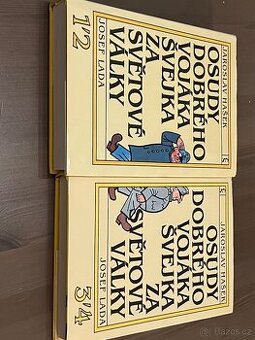 JAROSLAV HAŠEK
OSUDY
DOBRÉHO
VOJÁKA
ŠVEJKA
ZA
SVĚTOVÉ
VÁLKY
JOSEF LADA
1/2
JAROSLAV HAŠEK
OSUDY
DOBRÉHO
VOJÁKA
ŠVEJKA
ZA
SVĚTOVÉ
VÁLKY
JOSEF LADA
3/4
Bazoš.cz